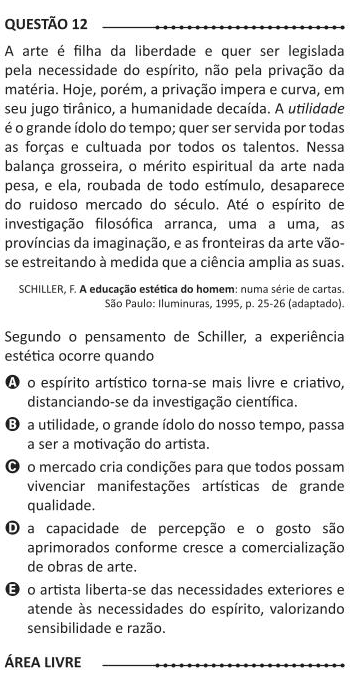 QUESTÃO 12
A arte é filha da liberdade e quer ser legislada
pela necessidade do espírito, não pela privação da
matéria. Hoje, porém, a privação impera e curva, em
seu jugo tirânico, a humanidade decaída. A utilidade
é o grande ídolo do tempo; quer ser servida por todas
as forças e cultuada por todos os talentos. Nessa
balança grosseira, o mérito espiritual da arte nada
pesa, e ela, roubada de todo estímulo, desaparece
do ruidoso mercado do século. Até o espírito de
investigação filosófica arranca, uma a uma, as
províncias da imaginação, e as fronteiras da arte vão-
se estreitando à medida que a ciência amplia as suas.
SCHILLER, F. A educação estética do homem: numa série de cartas.
São Paulo: Iluminuras, 1995, p. 25-26 (adaptado).
Segundo o pensamento de Schiller, a experiência
estética ocorre quando
A o espírito artístico torna-se mais livre e criativo,
distanciando-se da investigação científica.
B a utilidade, o grande ídolo do nosso tempo, passa
a ser a motivação do artista.
C o mercado cria condições para que todos possam
vivenciar manifestações artísticas de grande
qualidade.
D a capacidade de percepção e o gosto são
aprimorados conforme cresce a comercialização
de obras de arte.
E o artista liberta-se das necessidades exteriores e
atende às necessidades do espírito, valorizando
sensibilidade e razão.
ÁREA LIVRE